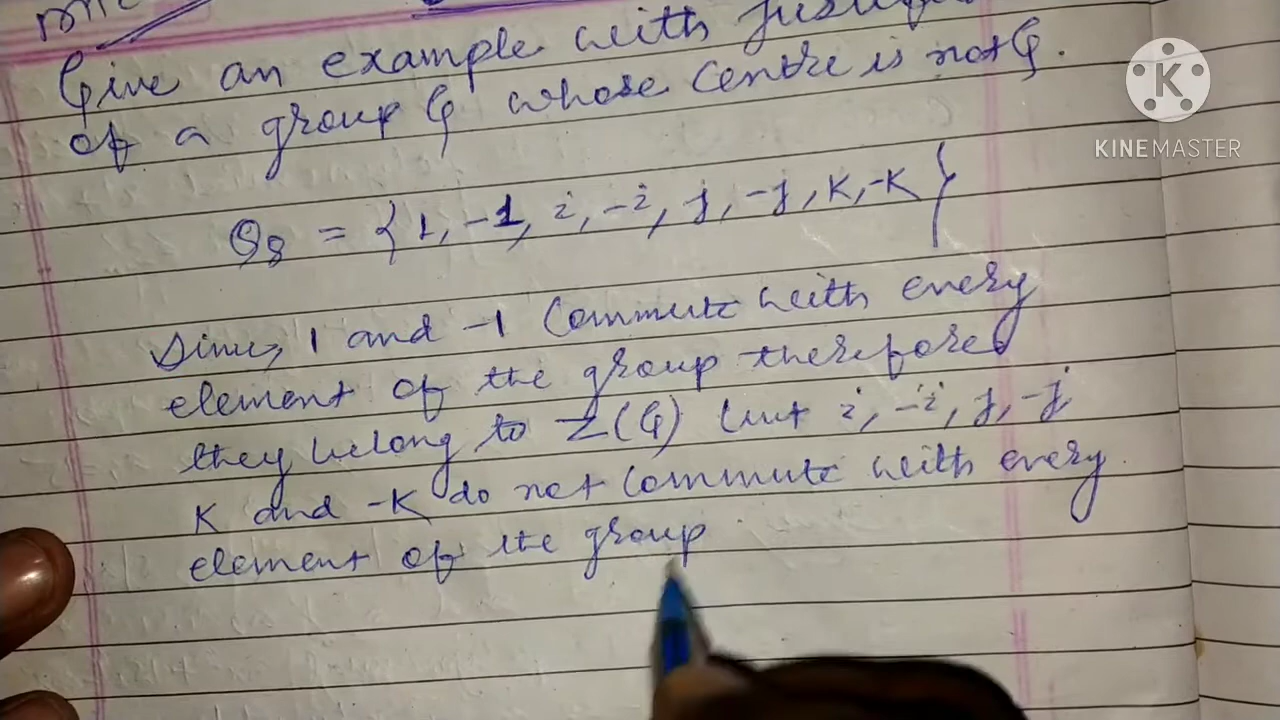 Give an example with
of a group G whose centre is not G.
Q8 = {1, -1, i, -i, j, -j, K, -K}
Since, 1 and -1 Commute with every
element of the group therefore
they belong to Z(G) but i, -i, j, -j
K and -K do not commute with every
element of the group
K
KINEMASTER